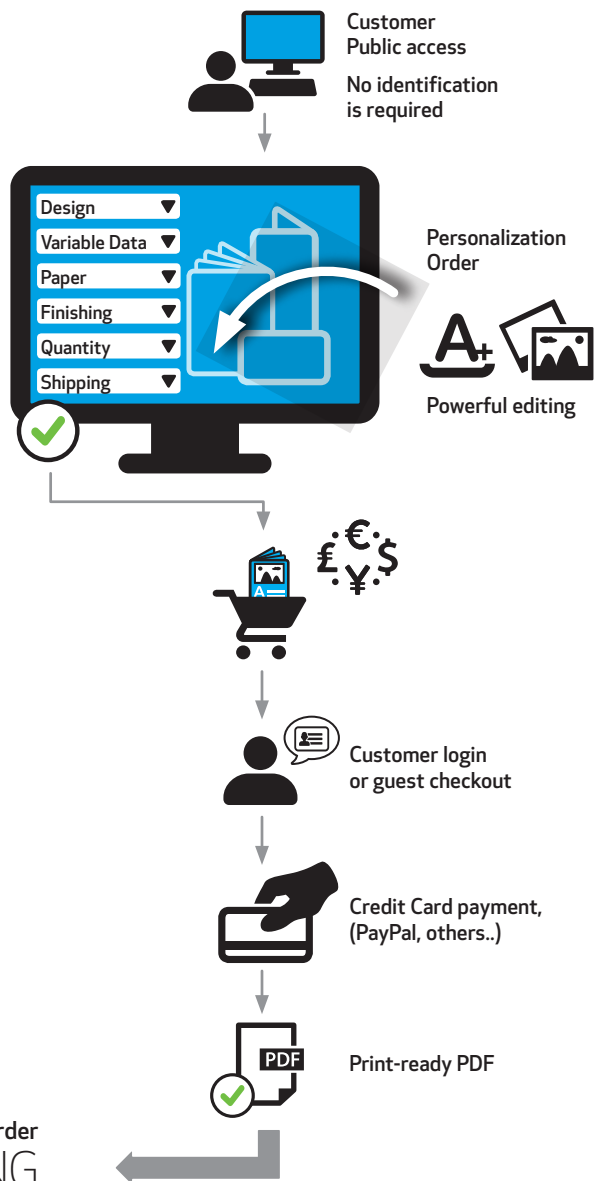 Customer
Public access
No identification
is required
Design
Variable Data
Paper
Finishing
Quantity
Shipping
Personalization
Order
A+
Powerful editing
£ € $ ¥
A
Customer login
or guest checkout
Credit Card payment,
(PayPal, others..)
PDF
Print-ready PDF